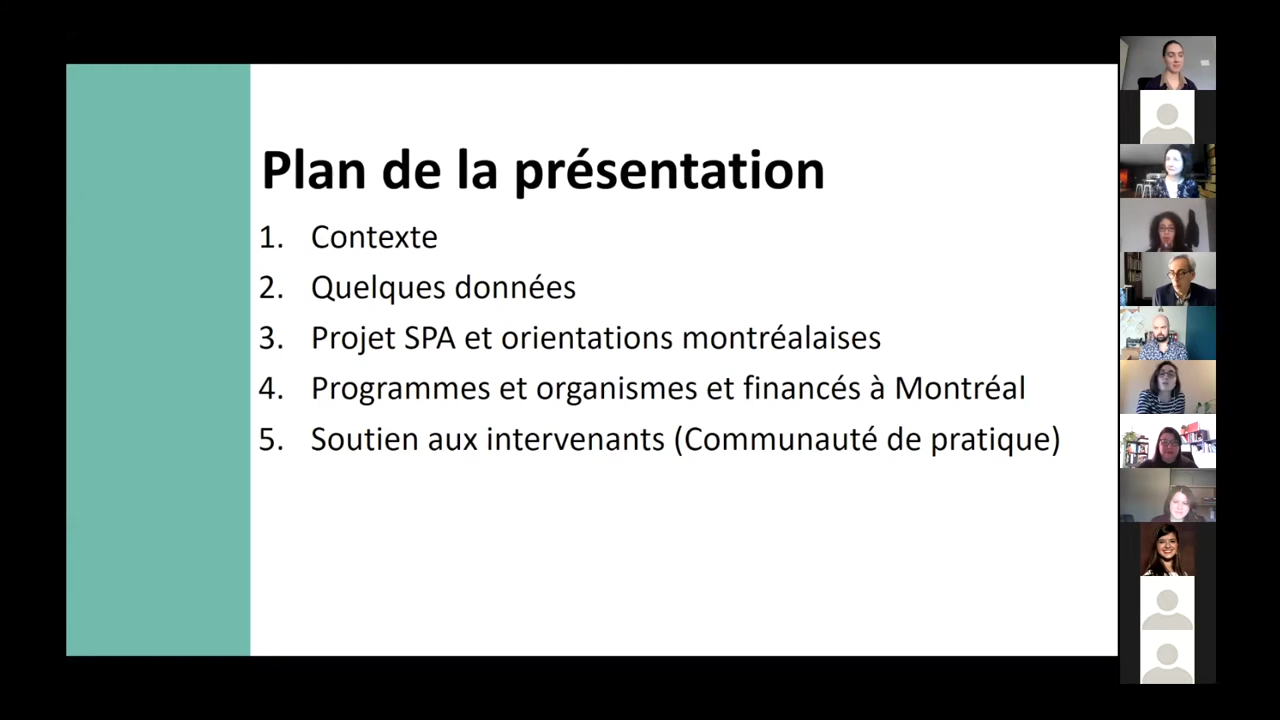 Plan de la présentation
1. Contexte
2. Quelques données
3. Projet SPA et orientations montréalaises
4. Programmes et organismes et financés à Montréal
5. Soutien aux intervenants (Communauté de pratique)